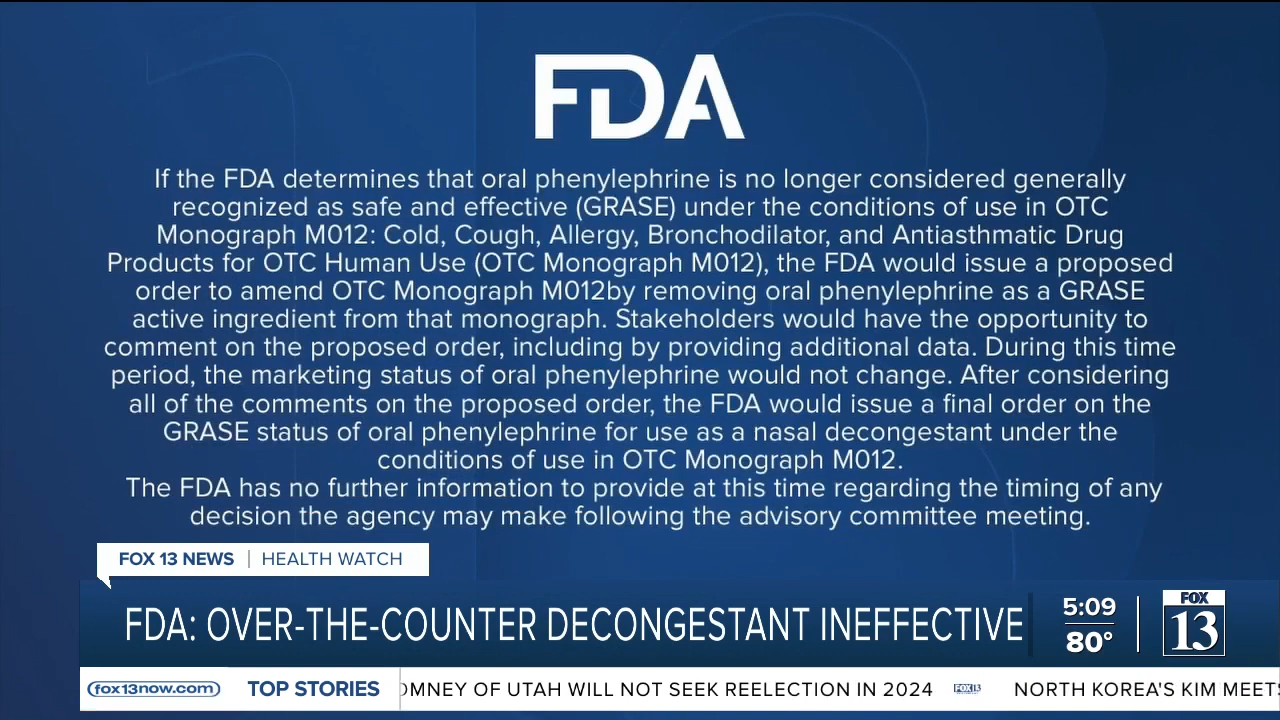 FDA
If the FDA determines that oral phenylephrine is no longer considered generally
recognized as safe and effective (GRASE) under the conditions of use in OTC
Monograph M012: Cold, Cough, Allergy, Bronchodilator, and Antiasthmatic Drug
Products for OTC Human Use (OTC Monograph M012), the FDA would issue a proposed
order to amend OTC Monograph M012by removing oral phenylephrine as a GRASE
active ingredient from that monograph. Stakeholders would have the opportunity to
comment on the proposed order, including by providing additional data. During this time
period, the marketing status of oral phenylephrine would not change. After considering
all of the comments on the proposed order, the FDA would issue a final order on the
GRASE status of oral phenylephrine for use as a nasal decongestant under the
conditions of use in OTC Monograph M012.
The FDA has no further information to provide at this time regarding the timing of any
decision the agency may make following the advisory committee meeting.
FOX 13 NEWS | HEALTH WATCH
FDA: OVER-THE-COUNTER DECONGESTANT INEFFECTIVE
5:09
80°
FOX
13
fox13now.com TOP STORIES OMNEY OF UTAH WILL NOT SEEK REELECTION IN 2024 FOX13 NORTH KOREA'S KIM MEETS